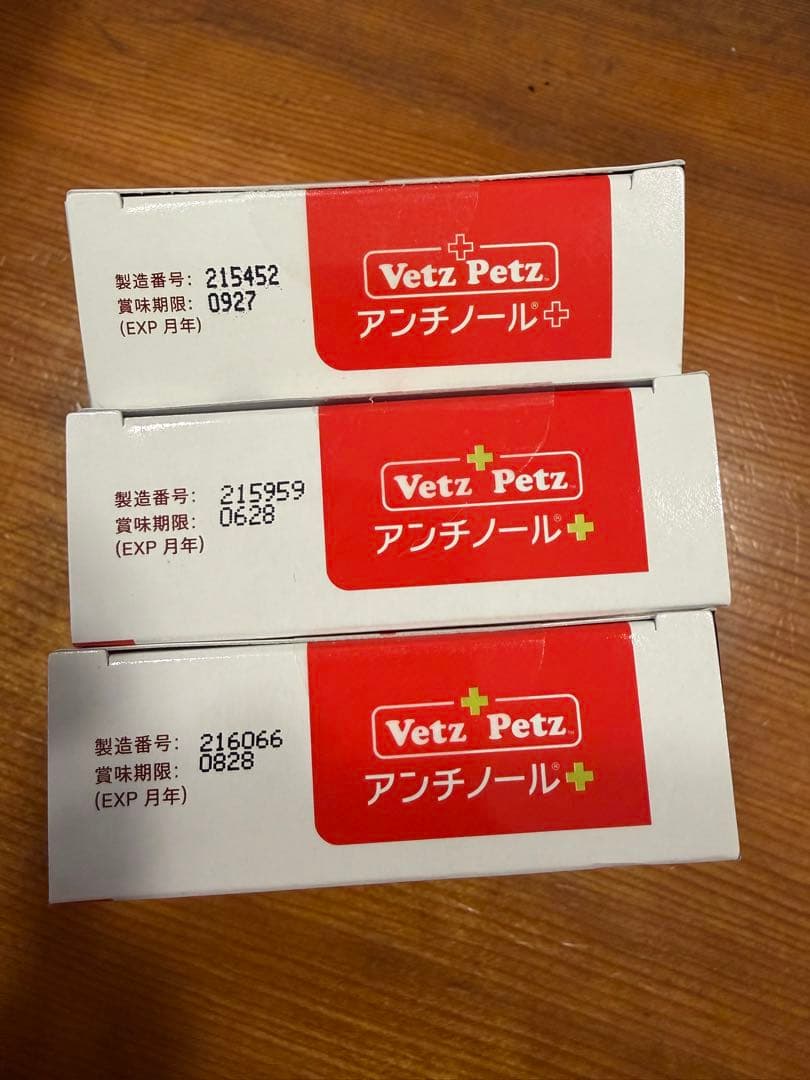 製造番号: 215452
賞味期限: 0927
(EXP 月年)
Vetz Petz™
アンチノール®
製造番号: 215959
賞味期限: 0628
(EXP 月年)
Vetz Petz™
アンチノール®
製造番号: 216066
賞味期限: 0828
(EXP 月年)
Vetz Petz™
アンチノール®